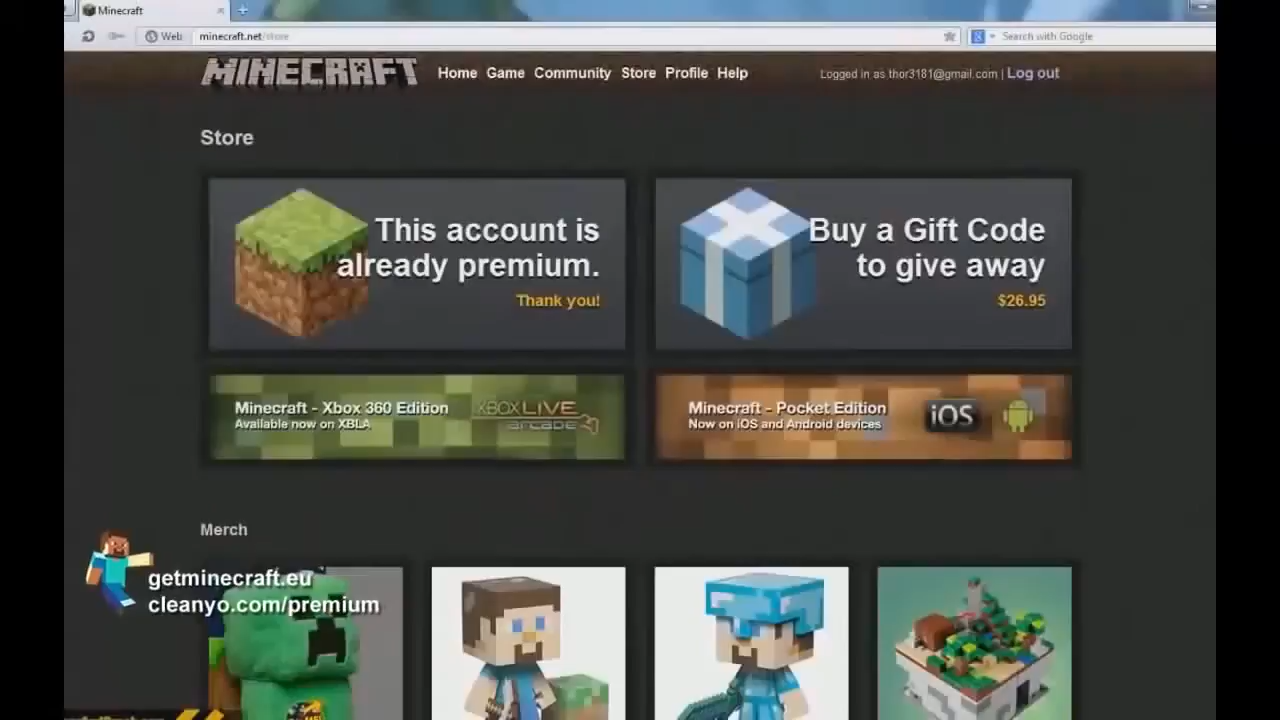 Minecraft
Web minecraft.net/store
Search with Google
MINECRAFT Home Game Community Store Profile Help
Logged in as thor3181@gmail.com | Log out
Store
This account is
already premium.
Thank you!
Buy a Gift Code
to give away
$26.95
Minecraft - Xbox 360 Edition
Available now on XBLA
XBOX LIVE
arcade
Minecraft - Pocket Edition
Now on iOS and Android devices
iOS
Merch
getminecraft.eu
cleanyo.com/premium